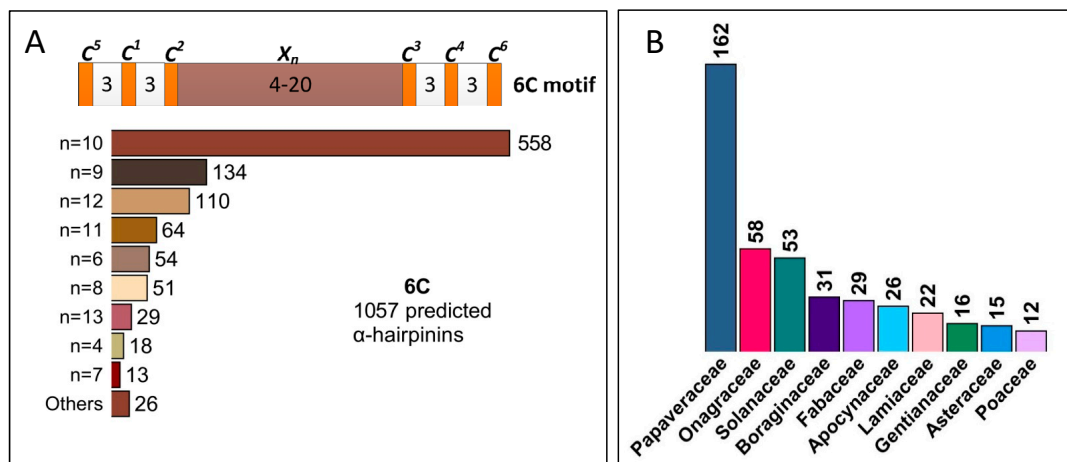 A
C⁵ C¹ C² Xₙ C³ C⁴ C⁶
3 3 4-20 3 3 6C motif
n=10 558
n=9 134
n=12 110
n=11 64
n=6 54
n=8 51
n=13 29
n=4 18
n=7 13
Others 26
6C
1057 predicted
α-hairpinins
B
162 58 53 31 29 26 22 16 15 12
Papaveraceae
Onagraceae
Solanaceae
Boraginaceae
Fabaceae
Apocynaceae
Lamiaceae
Gentianaceae
Asteraceae
Poaceae